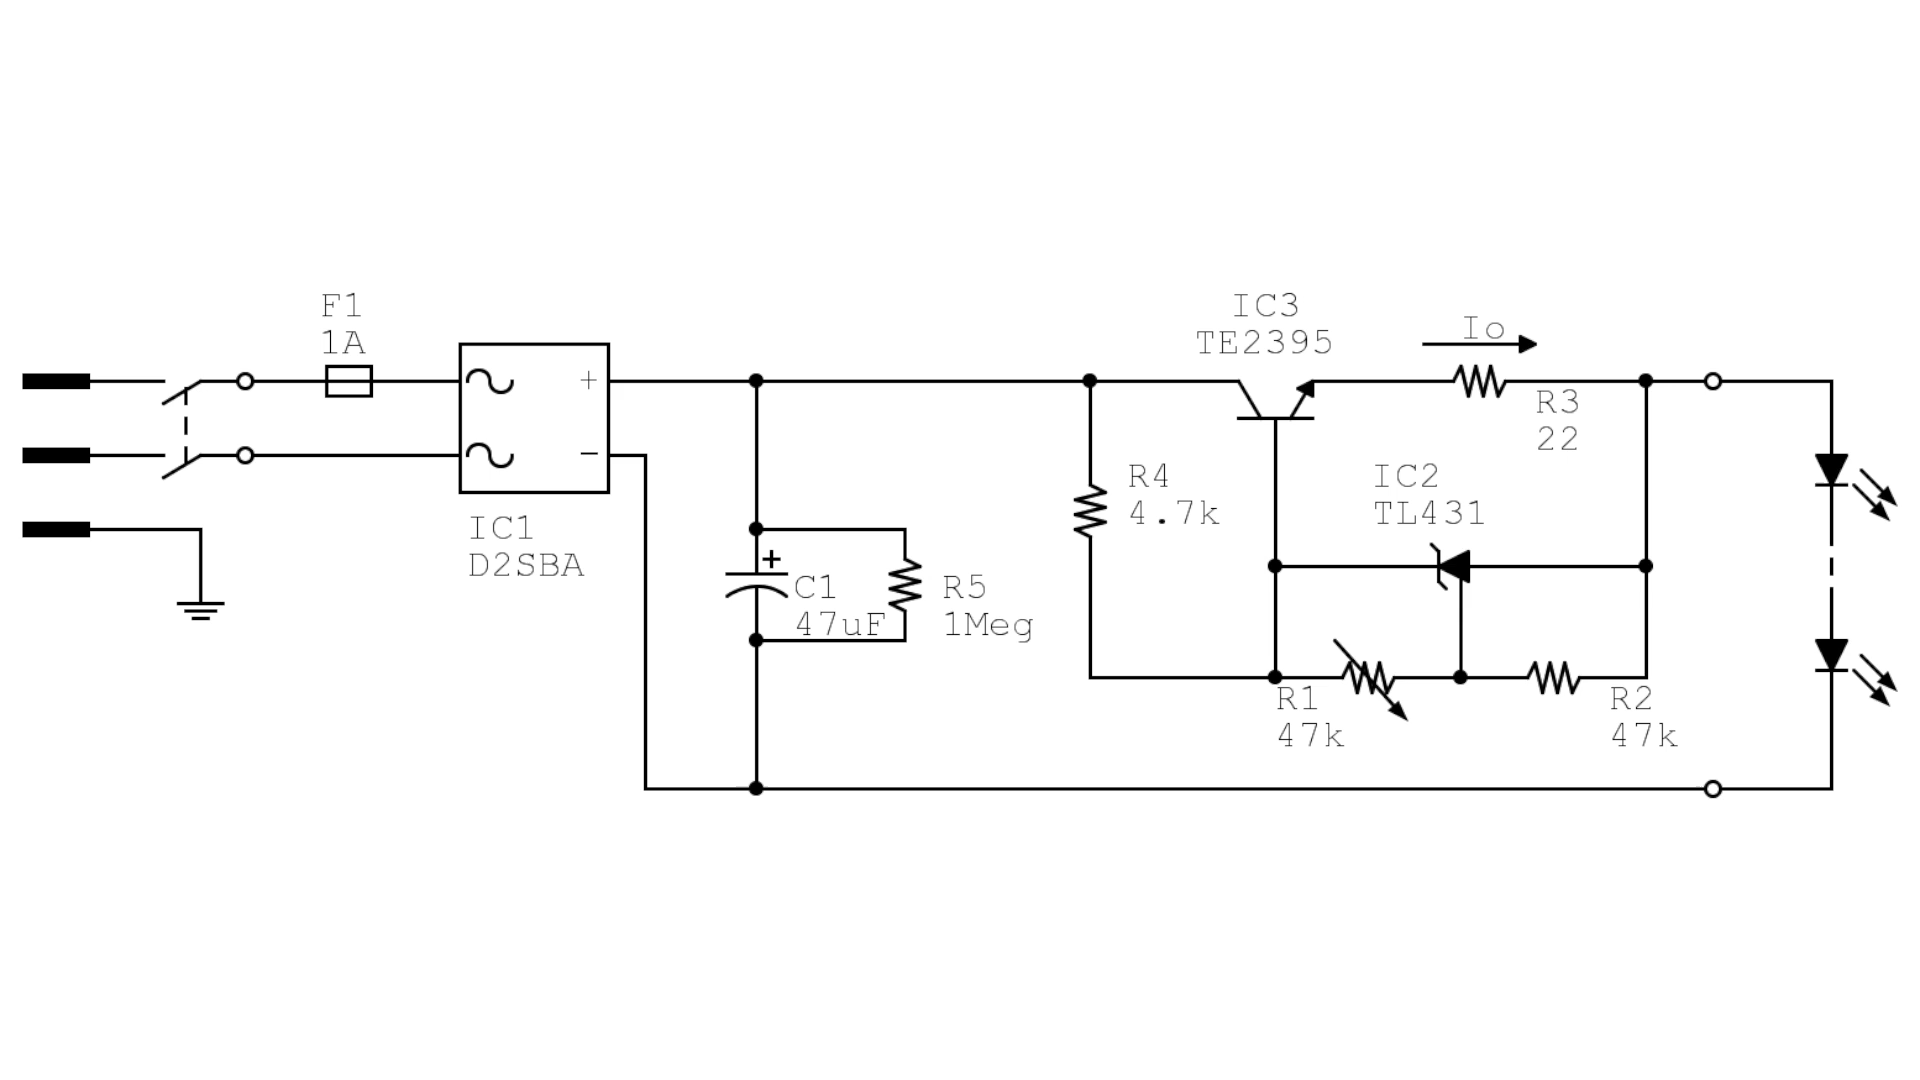 F1
1A
IC1
D2SBA
+
−
+
C1
47uF
R5
1Meg
R4
4.7k
IC3
TE2395
Io
R3
22
IC2
TL431
R1
47k
R2
47k